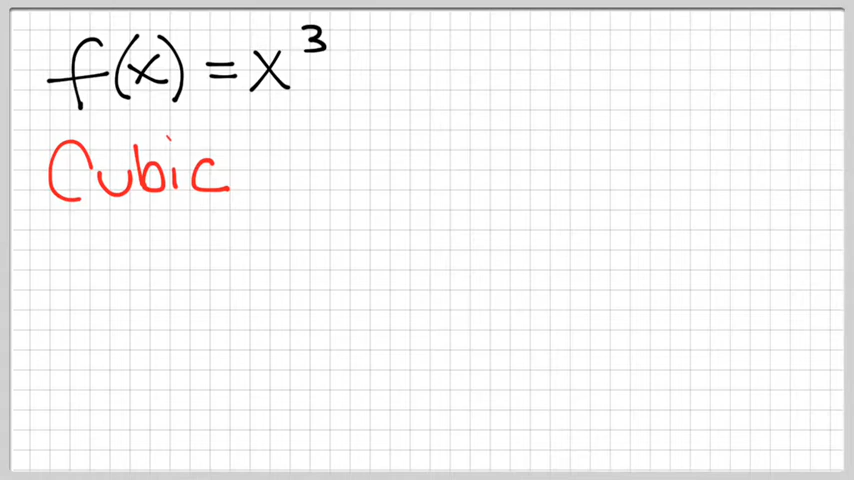 f(x) = x³
Cubic